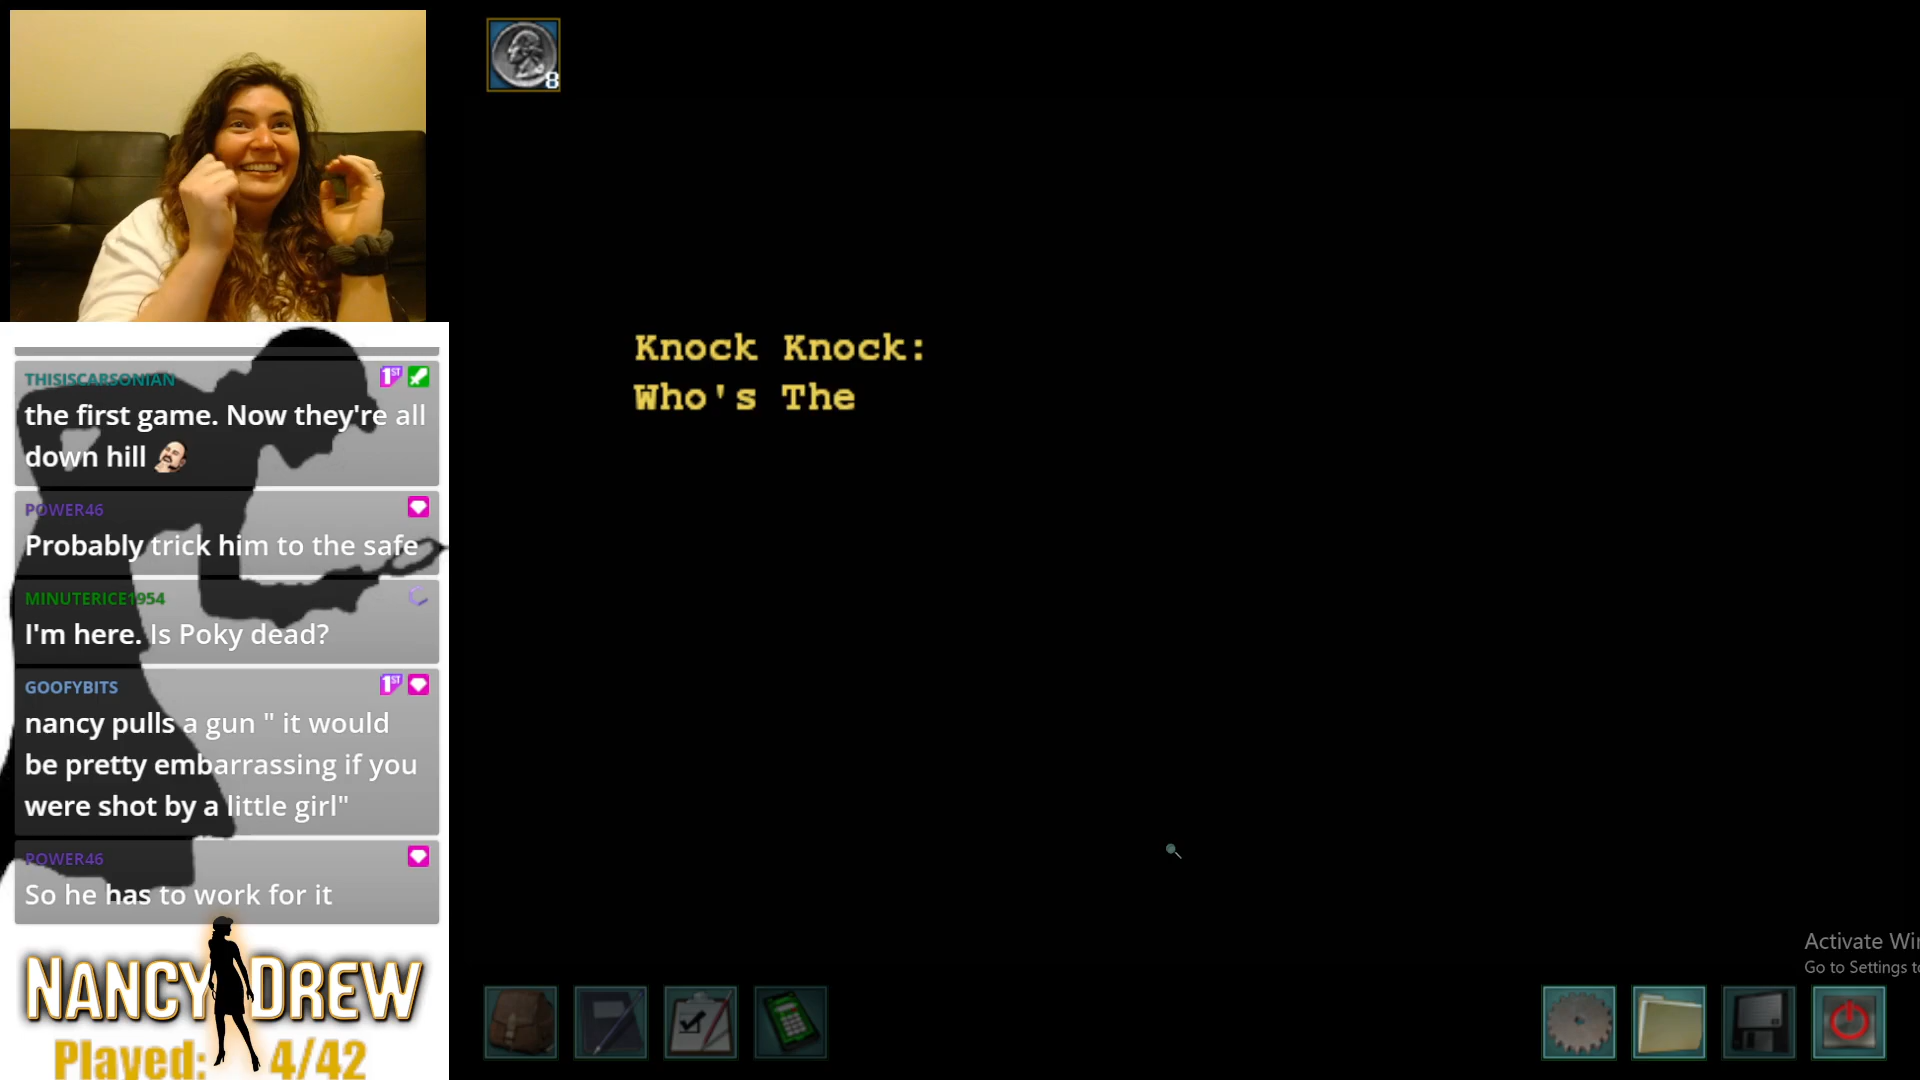 8
Knock Knock:
Who's The
THISISCARSONIAN
1ST
the first game. Now they're all
down hill
POWER46
Probably trick him to the safe
MINUTERICE1954
I'm here. Is Poky dead?
GOOFYBITS
1ST
nancy pulls a gun " it would
be pretty embarrassing if you
were shot by a little girl"
POWER46
So he has to work for it
NANCY DREW
Played: 4/42
Activate Wi
Go to Settings t